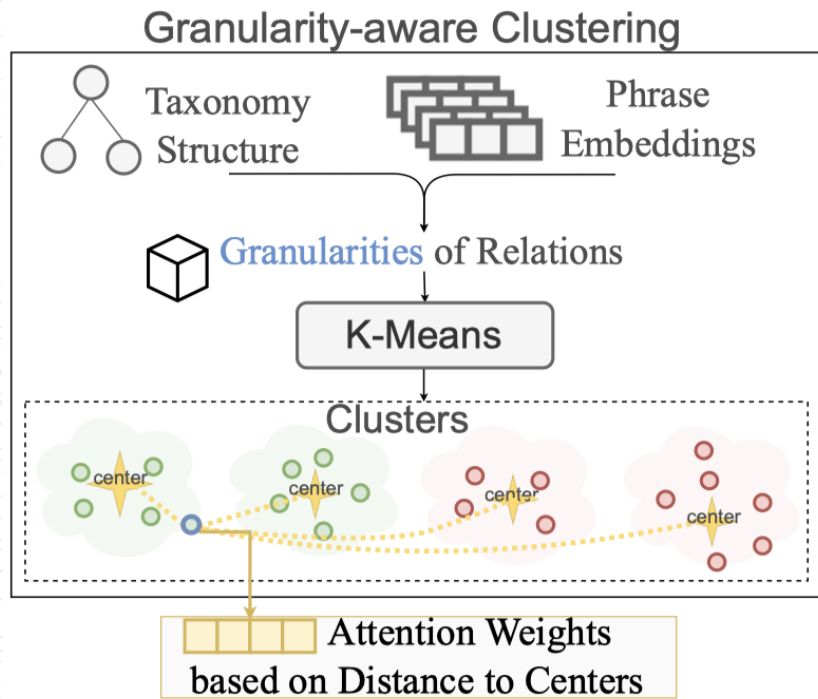 Granularity-aware Clustering
Taxonomy
Structure
Phrase
Embeddings
Granularities of Relations
K-Means
Clusters
center
center
center
center
Attention Weights
based on Distance to Centers